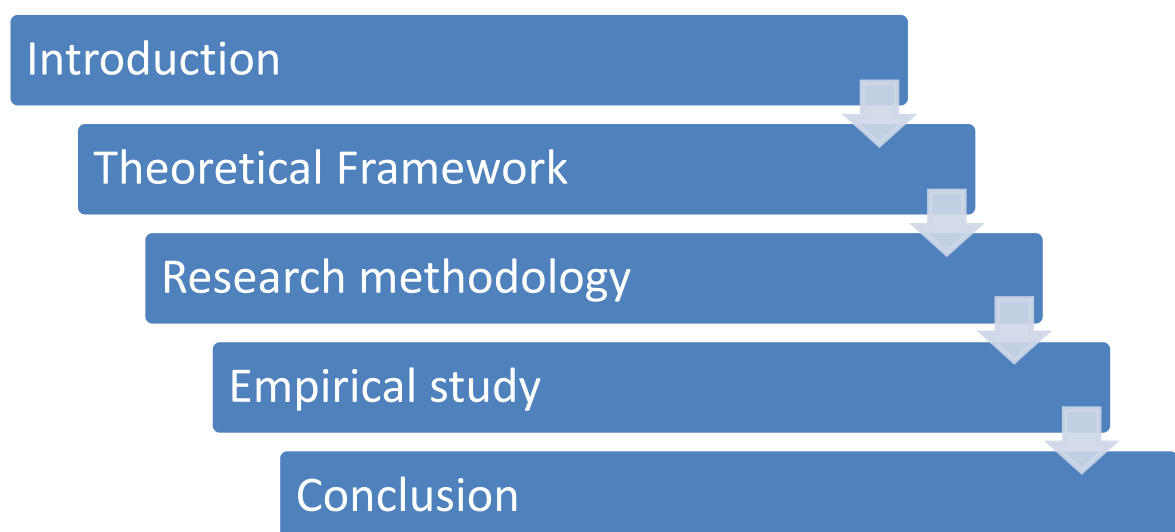 Introduction
Theoretical Framework
Research methodology
Empirical study
Conclusion